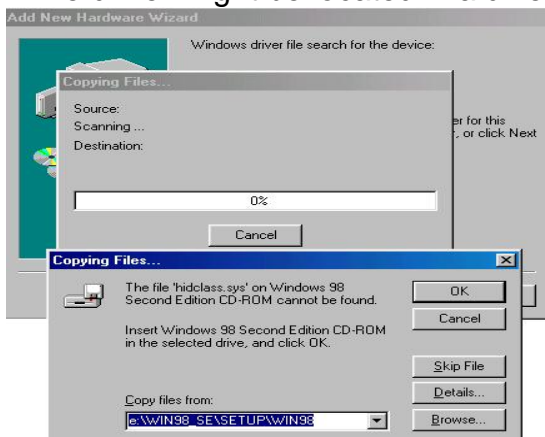 Add New Hardware Wizard
Windows driver file search for the device:
Copying Files...
Source:
Scanning ...
Destination:
er for this
, or click Next
0%
Cancel
Copying Files...
The file 'hidclass.sys' on Windows 98
Second Edition CD-ROM cannot be found.
Insert Windows 98 Second Edition CD-ROM
in the selected drive, and click OK.
Copy files from:
e:\WIN98_SE\SETUP\WIN98
OK
Cancel
Skip File
Details...
Browse...